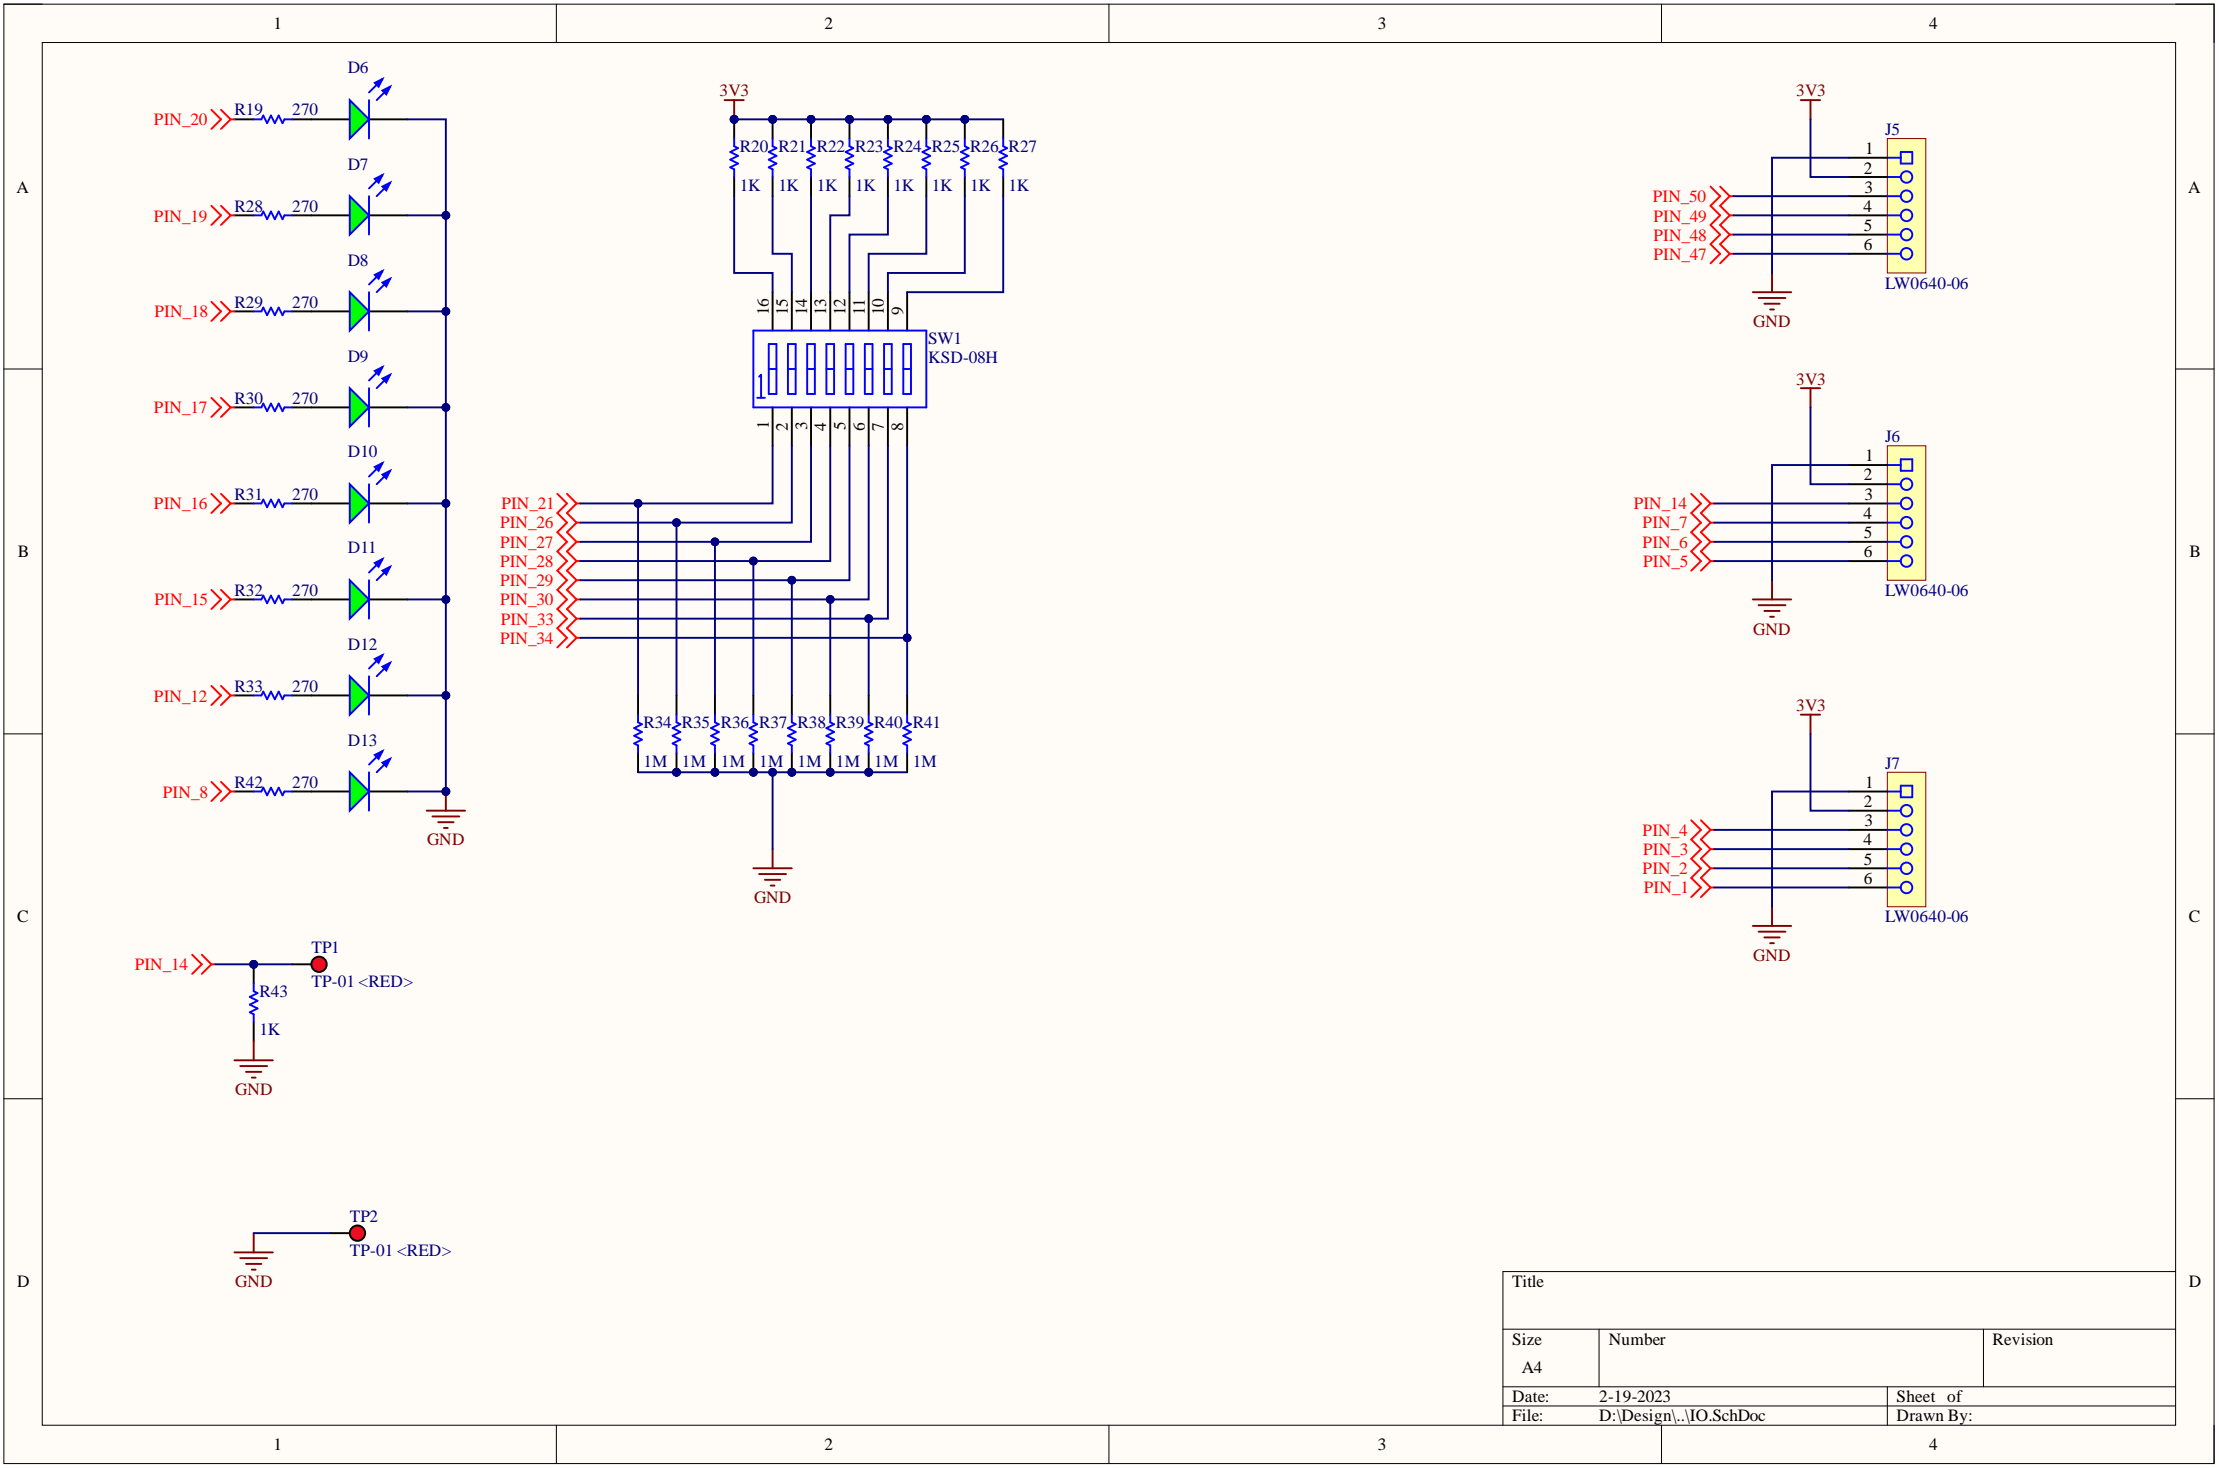 1 2 3 4
A
B
C
D
D6
PIN_20 R19 270
D7
PIN_19 R28 270
D8
PIN_18 R29 270
D9
PIN_17 R30 270
D10
PIN_16 R31 270
D11
PIN_15 R32 270
D12
PIN_12 R33 270
D13
PIN_8 R42 270
GND
PIN_14
TP1
TP-01 <RED>
R43
1K
GND
TP2
TP-01 <RED>
GND
3V3
R20 R21 R22 R23 R24 R25 R26 R27
1K 1K 1K 1K 1K 1K 1K 1K
16 15 14 13 12 11 10 9
SW1
KSD-08H
1
1 2 3 4 5 6 7 8
PIN_21
PIN_26
PIN_27
PIN_28
PIN_29
PIN_30
PIN_33
PIN_34
R34 R35 R36 R37 R38 R39 R40 R41
1M 1M 1M 1M 1M 1M 1M 1M
GND
3V3
J5
1
2
PIN_50 3
PIN_49 4
PIN_48 5
PIN_47 6
LW0640-06
GND
3V3
J6
1
2
PIN_14 3
PIN_7 4
PIN_6 5
PIN_5 6
LW0640-06
GND
3V3
J7
1
2
PIN_4 3
PIN_3 4
PIN_2 5
PIN_1 6
LW0640-06
GND
A
B
C
D
Title
Size Number Revision
A4
Date: 2-19-2023 Sheet of
File: D:\Design\..\IO.SchDoc Drawn By:
1 2 3 4